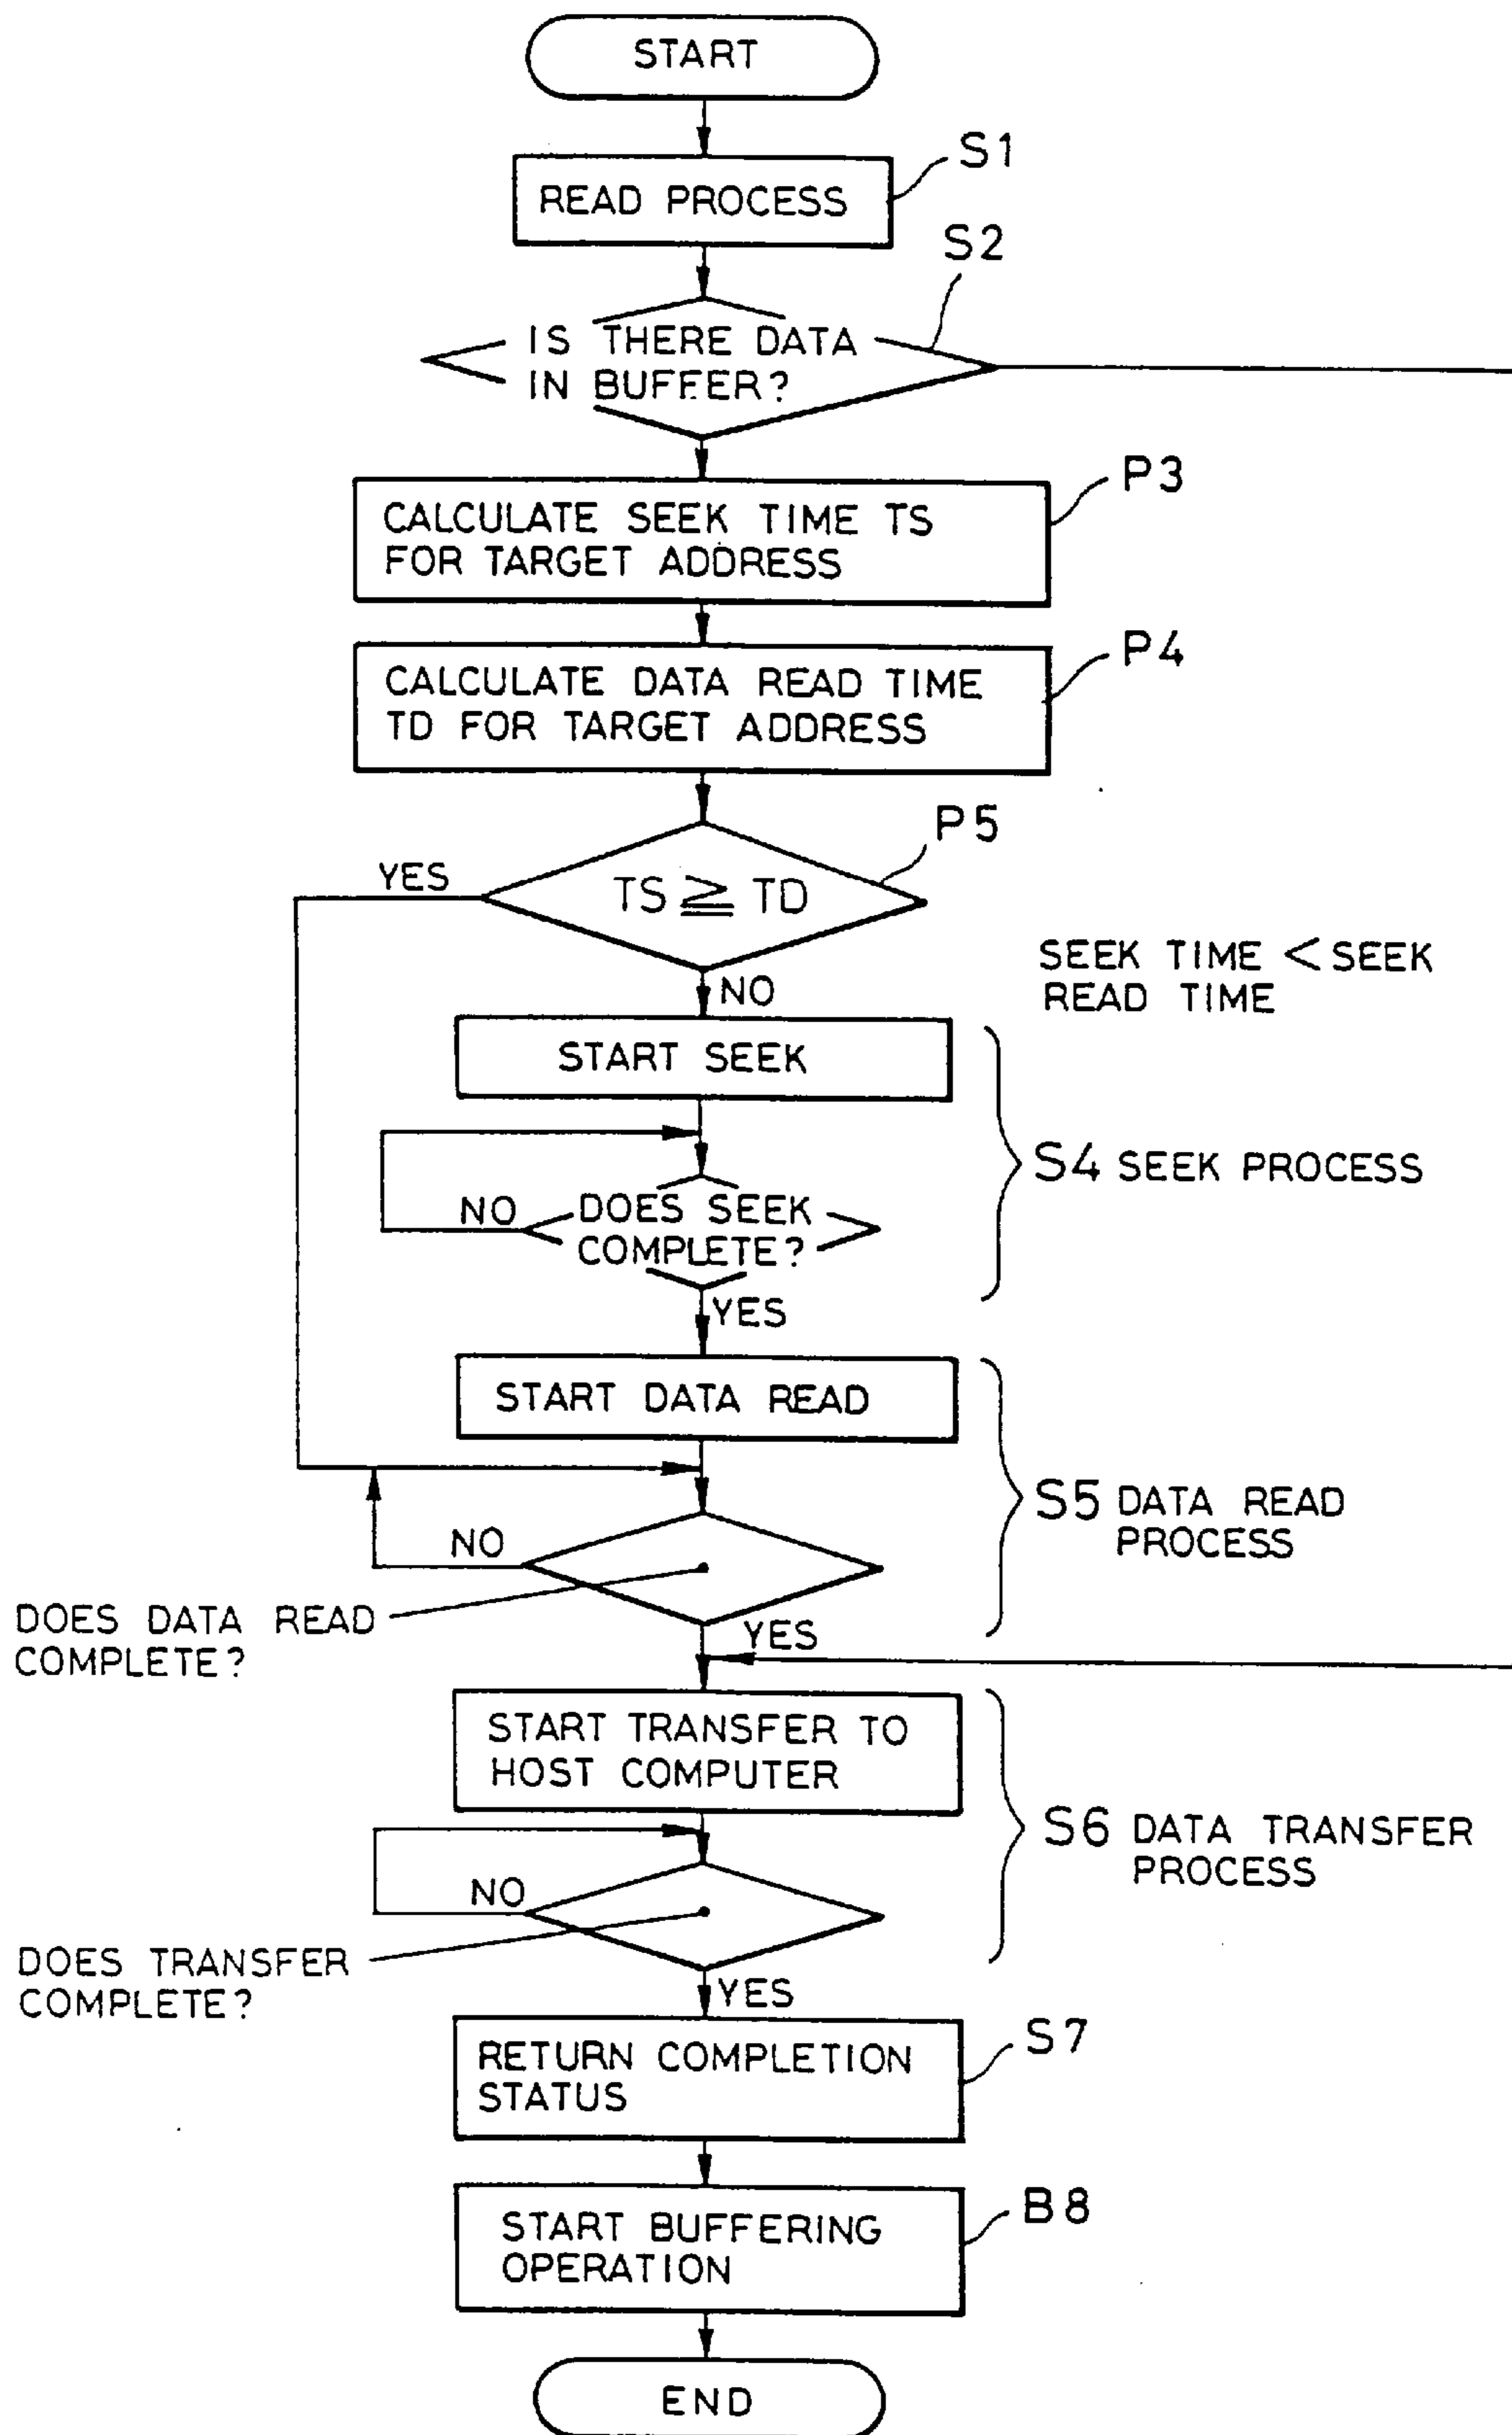 START
READ PROCESS
S1
S2
IS THERE DATA
IN BUFFER?
P3
CALCULATE SEEK TIME TS
FOR TARGET ADDRESS
P4
CALCULATE DATA READ TIME
TD FOR TARGET ADDRESS
P5
YES
TS ≧ TD
SEEK TIME < SEEK
READ TIME
NO
START SEEK
S4 SEEK PROCESS
NO
DOES SEEK
COMPLETE?
YES
START DATA READ
S5 DATA READ
PROCESS
NO
DOES DATA READ
COMPLETE?
YES
START TRANSFER TO
HOST COMPUTER
S6 DATA TRANSFER
PROCESS
NO
DOES TRANSFER
COMPLETE?
YES
S7
RETURN COMPLETION
STATUS
B8
START BUFFERING
OPERATION
END